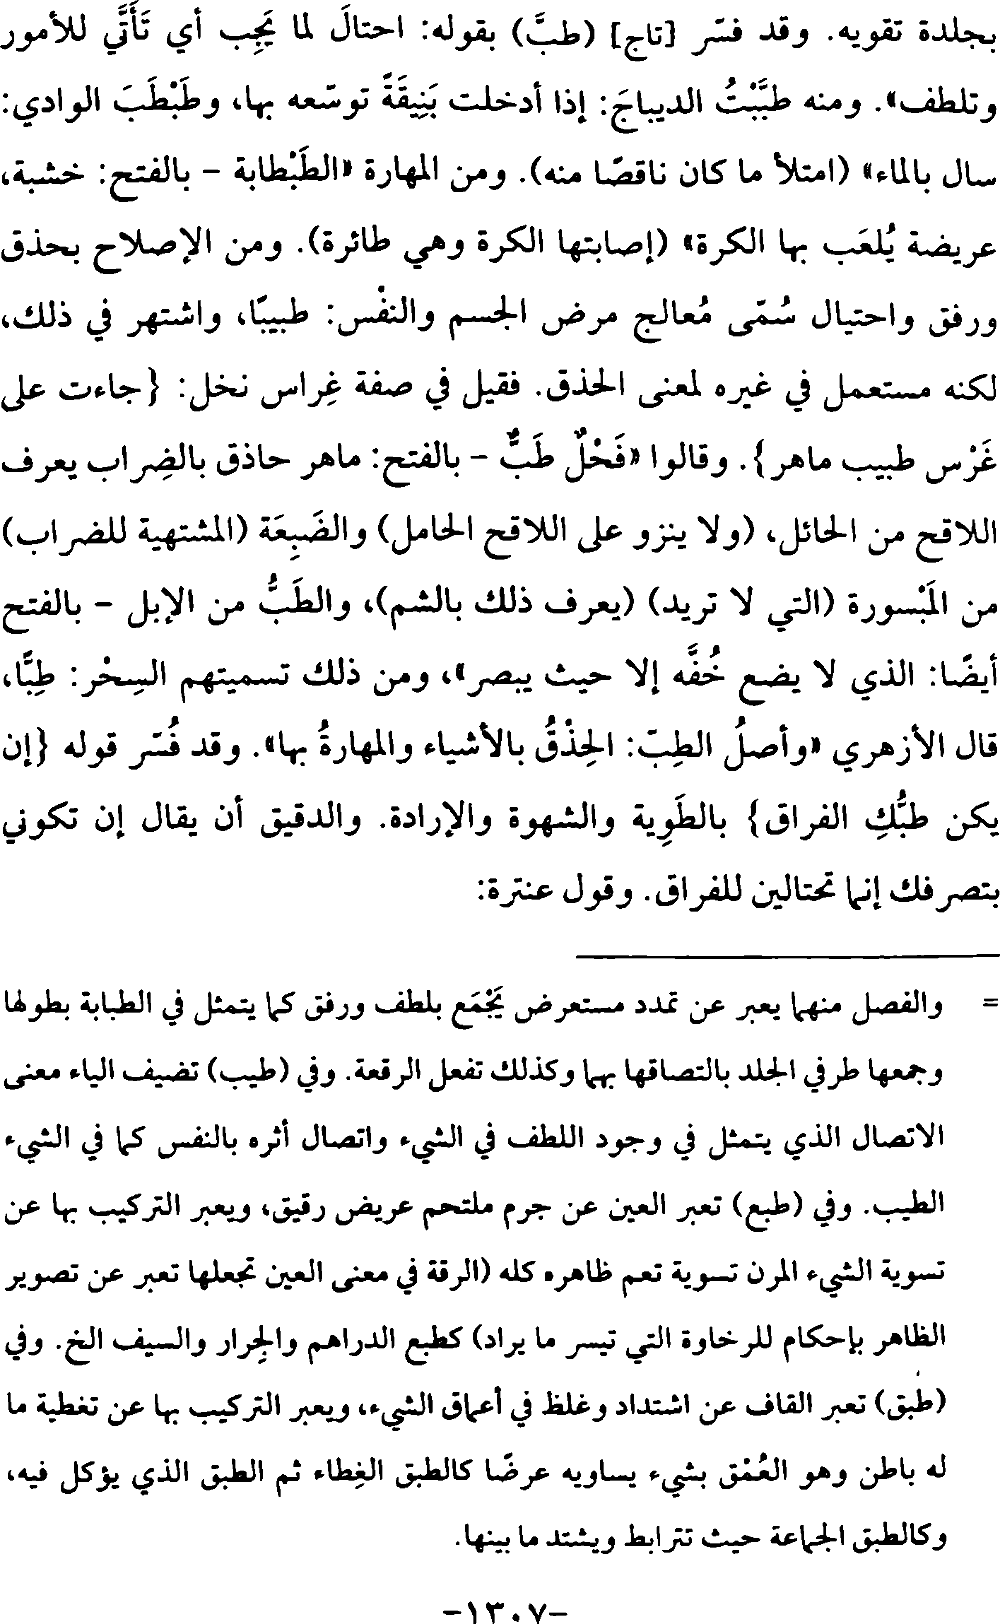 بجلدة تقويه. وقد فسّر [تاج] (طبَّ) بقوله: احتالَ لما يَجِب أي تَأَتَّي للأمور
وتلطف». ومنه طبَّبْتُ الديباجَ: إذا أدخلت بَنِيقَةً توسّعه بها، وطَبْطَبَ الوادي:
سال بالماء» (امتلأ ما كان ناقصًا منه). ومن المهارة «الطَبْطابة – بالفتح: خشبة،
عريضة يُلعَب بها الكرة» (إصابتها الكرة وهي طائرة). ومن الإصلاح بحذق
ورفق واحتيال سُمّى مُعالج مرض الجسم والنفْس: طبيبًا، واشتهر في ذلك،
لكنه مستعمل في غيره لمعنى الحذق. فقيل في صفة غِراس نخل: {جاءت على
غَرْس طبيب ماهر}. وقالوا «فَحْلٌ طَبٌّ – بالفتح: ماهر حاذق بالضِراب يعرف
اللاقح من الحائل، (ولا ينزو على اللاقح الحامل) والضَبِعَة (المشتهية للضراب)
من المَبْسورة (التي لا تريد) (يعرف ذلك بالشم)، والطَبُّ من الإبل – بالفتح
أيضًا: الذي لا يضع خُفَّه إلا حيث يبصر»، ومن ذلك تسميتهم السِحْر: طِبًّا،
قال الأزهري «وأصلُ الطِبّ: الحِذْقُ بالأشياء والمهارةُ بها». وقد فُسّر قوله {إن
يكن طبُّكِ الفراق} بالطَوِية والشهوة والإرادة. والدقيق أن يقال إن تكوني
بتصرفك إنما تحتالين للفراق. وقول عنترة:
= والفصل منهما يعبر عن تمدد مستعرض يَجْمَع بلطف ورفق كما يتمثل في الطبابة بطولها
وجمعها طرفي الجلد بالتصاقها بهما وكذلك تفعل الرقعة. وفي (طيب) تضيف الياء معنى
الاتصال الذي يتمثل في وجود اللطف في الشيء واتصال أثره بالنفس كما في الشيء
الطيب. وفي (طبع) تعبر العين عن جرم ملتحم عريض رقيق، ويعبر التركيب بها عن
تسوية الشيء المرن تسوية تعم ظاهره كله (الرقة في معنى العين تجعلها تعبر عن تصوير
الظاهر بإحكام للرخاوة التي تيسر ما يراد) كطبع الدراهم والجِرار والسيف الخ. وفي
(طبق) تعبر القاف عن اشتداد وغلظ في أعماق الشيء، ويعبر التركيب بها عن تغطية ما
له باطن وهو العُمْق بشيء يساويه عرضًا كالطبق الغِطاء ثم الطبق الذي يؤكل فيه،
وكالطبق الجماعة حيث تترابط ويشتد ما بينها.
-١٣٠٧-